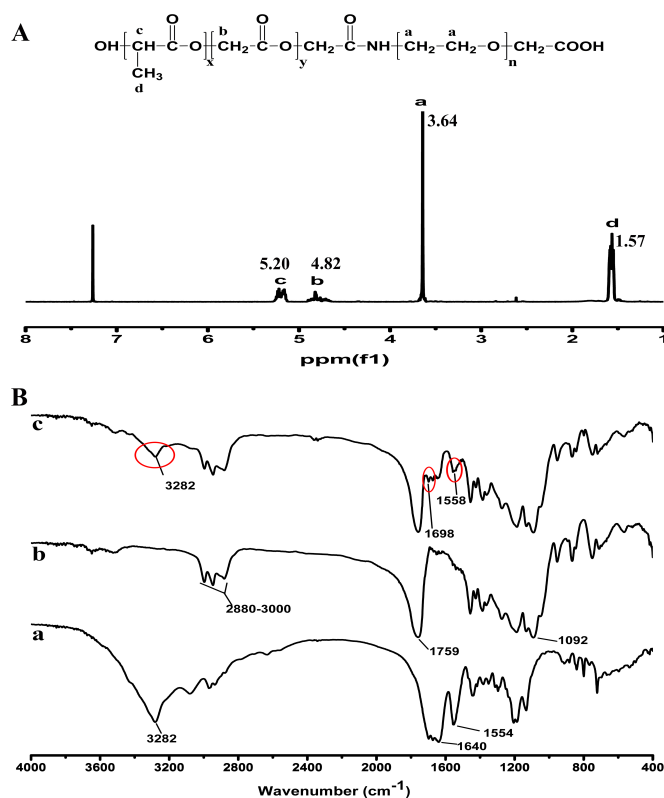 A
O O O
c b a a
OH CH C O CH2 C O CH2 C NH CH2 CH2 O CH2 COOH
x y n
CH3
d
a
3.64
d
1.57
5.20 4.82
c b
8 7 6 5 4 3 2 1
ppm(f1)
B
c
3282
1698
1558
b
2880-3000
1759
1092
a
3282
1640
1554
4000 3600 3200 2800 2400 2000 1600 1200 800 400
Wavenumber (cm-1)